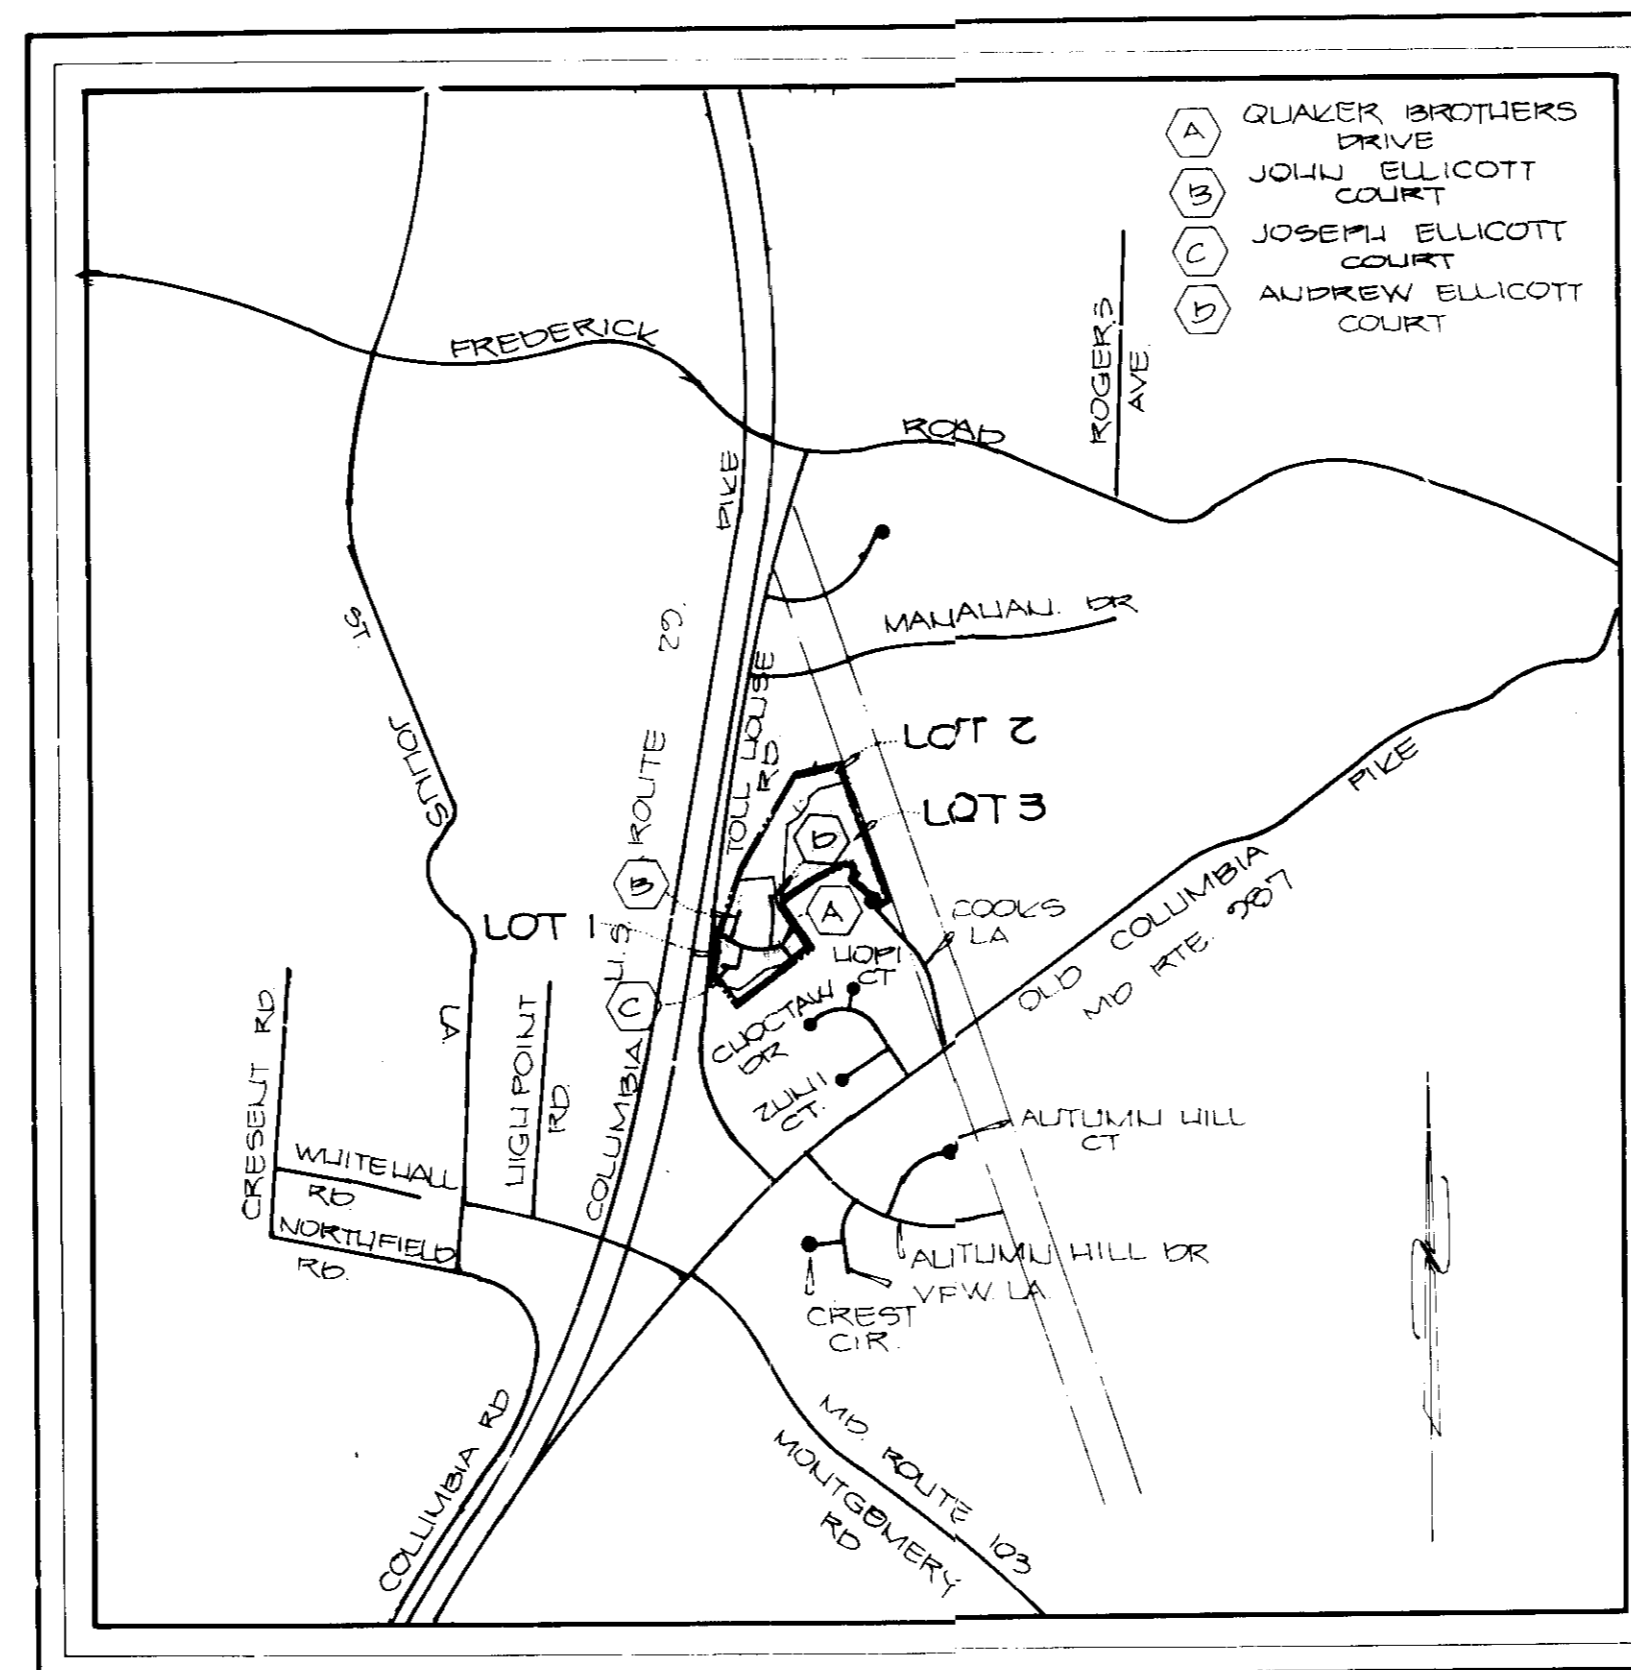 A QUAKER BROTHERS
DRIVE
B JOHN ELLICOTT
COURT
C JOSEPH ELLICOTT
COURT
D ANDREW ELLICOTT
COURT
FREDERICK
ROAD
ROGERS
AVE.
PIKE
29.
ST.
MANAHAN. DR
JOHNS
ROUTE
TOLL HOUSE
RD.
LOT 2
LOT 3
PIKE
D
B
A
LOT 1
COOKS
LA
OLD COLUMBIA
MD RTE. 987
U.S.
HOPI
CT
C
CRESENT RD
LA.
HIGH POINT
RD.
CHOCTAW
DR
COLUMBIA
ZUNI
CT.
AUTUMN HILL
CT
WHITEHALL
RD.
NORTHFIELD
RD.
AUTUMN HILL DR
VFW. LA.
CREST
CIR.
COLUMBIA RD
MD. ROUTE 103
MONTGOMERY
RD